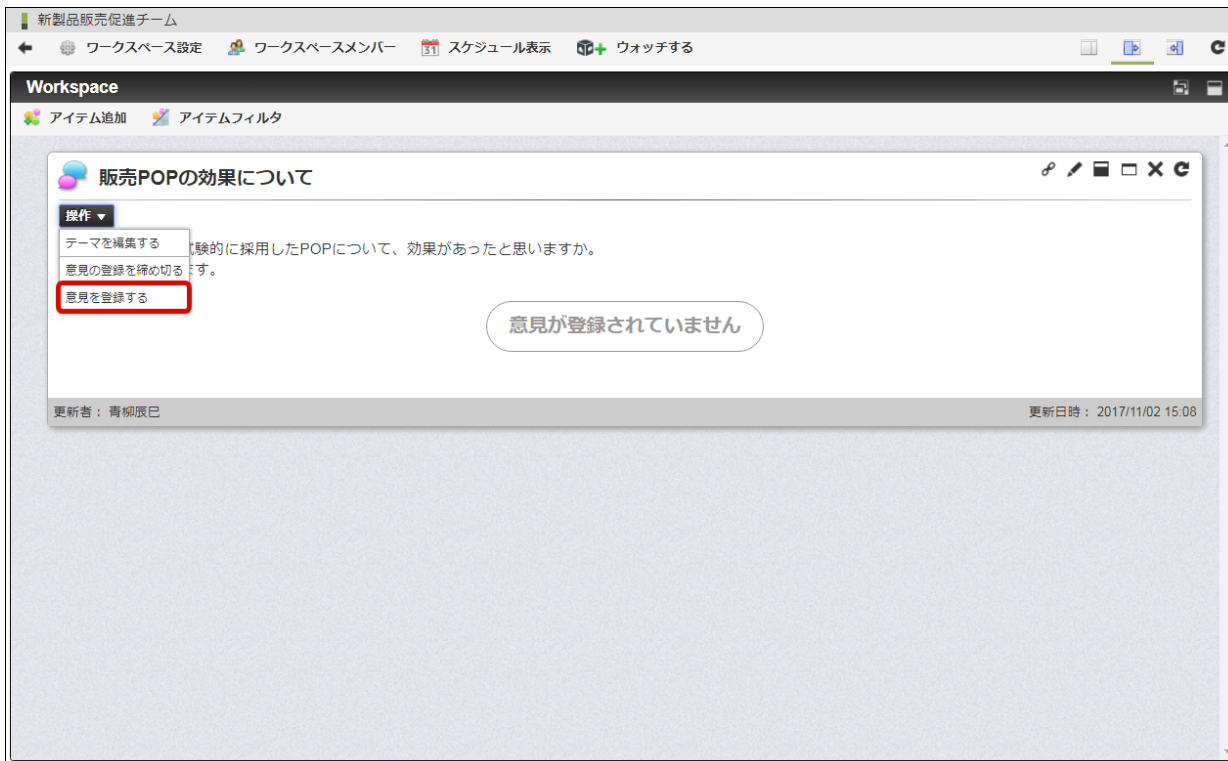 新製品販売促進チーム
ワークスペース設定 ワークスペースメンバー 31 スケジュール表示 ウォッチする
Workspace
アイテム追加 アイテムフィルタ
販売POPの効果について
操作 ▼
テーマを編集する
験的に採用したPOPについて、効果があったと思いますか。
意見の登録を締め切る
ます。
意見を登録する
意見が登録されていません
更新者： 青柳辰巳 更新日時： 2017/11/02 15:08